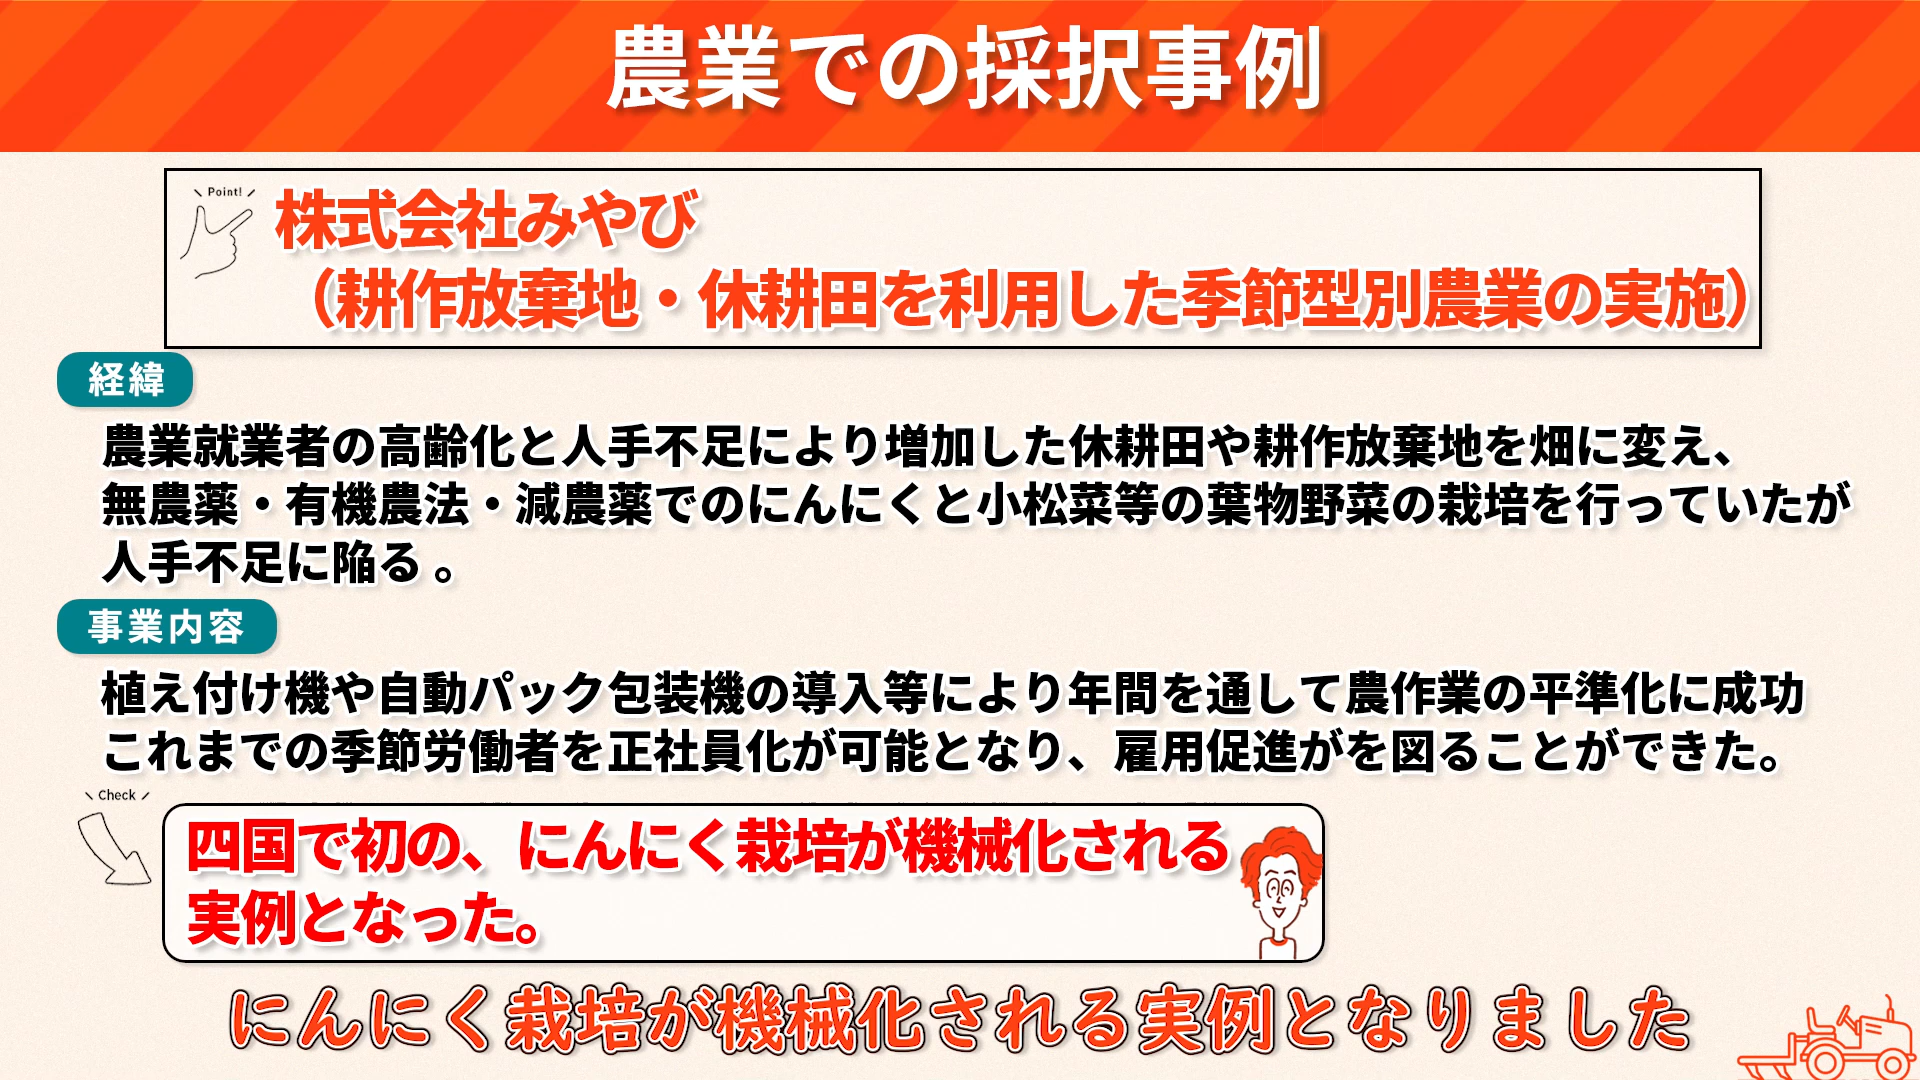 農業での採択事例
Point!
株式会社みやび
（耕作放棄地・休耕田を利用した季節型別農業の実施）
経緯
農業就業者の高齢化と人手不足により増加した休耕田や耕作放棄地を畑に変え、
無農薬・有機農法・減農薬でのにんにくと小松菜等の葉物野菜の栽培を行っていたが
人手不足に陥る 。
事業内容
植え付け機や自動パック包装機の導入等により年間を通して農作業の平準化に成功
これまでの季節労働者を正社員化が可能となり、雇用促進がを図ることができた。
Check
四国で初の、にんにく栽培が機械化される
実例となった。
にんにく栽培が機械化される実例となりました